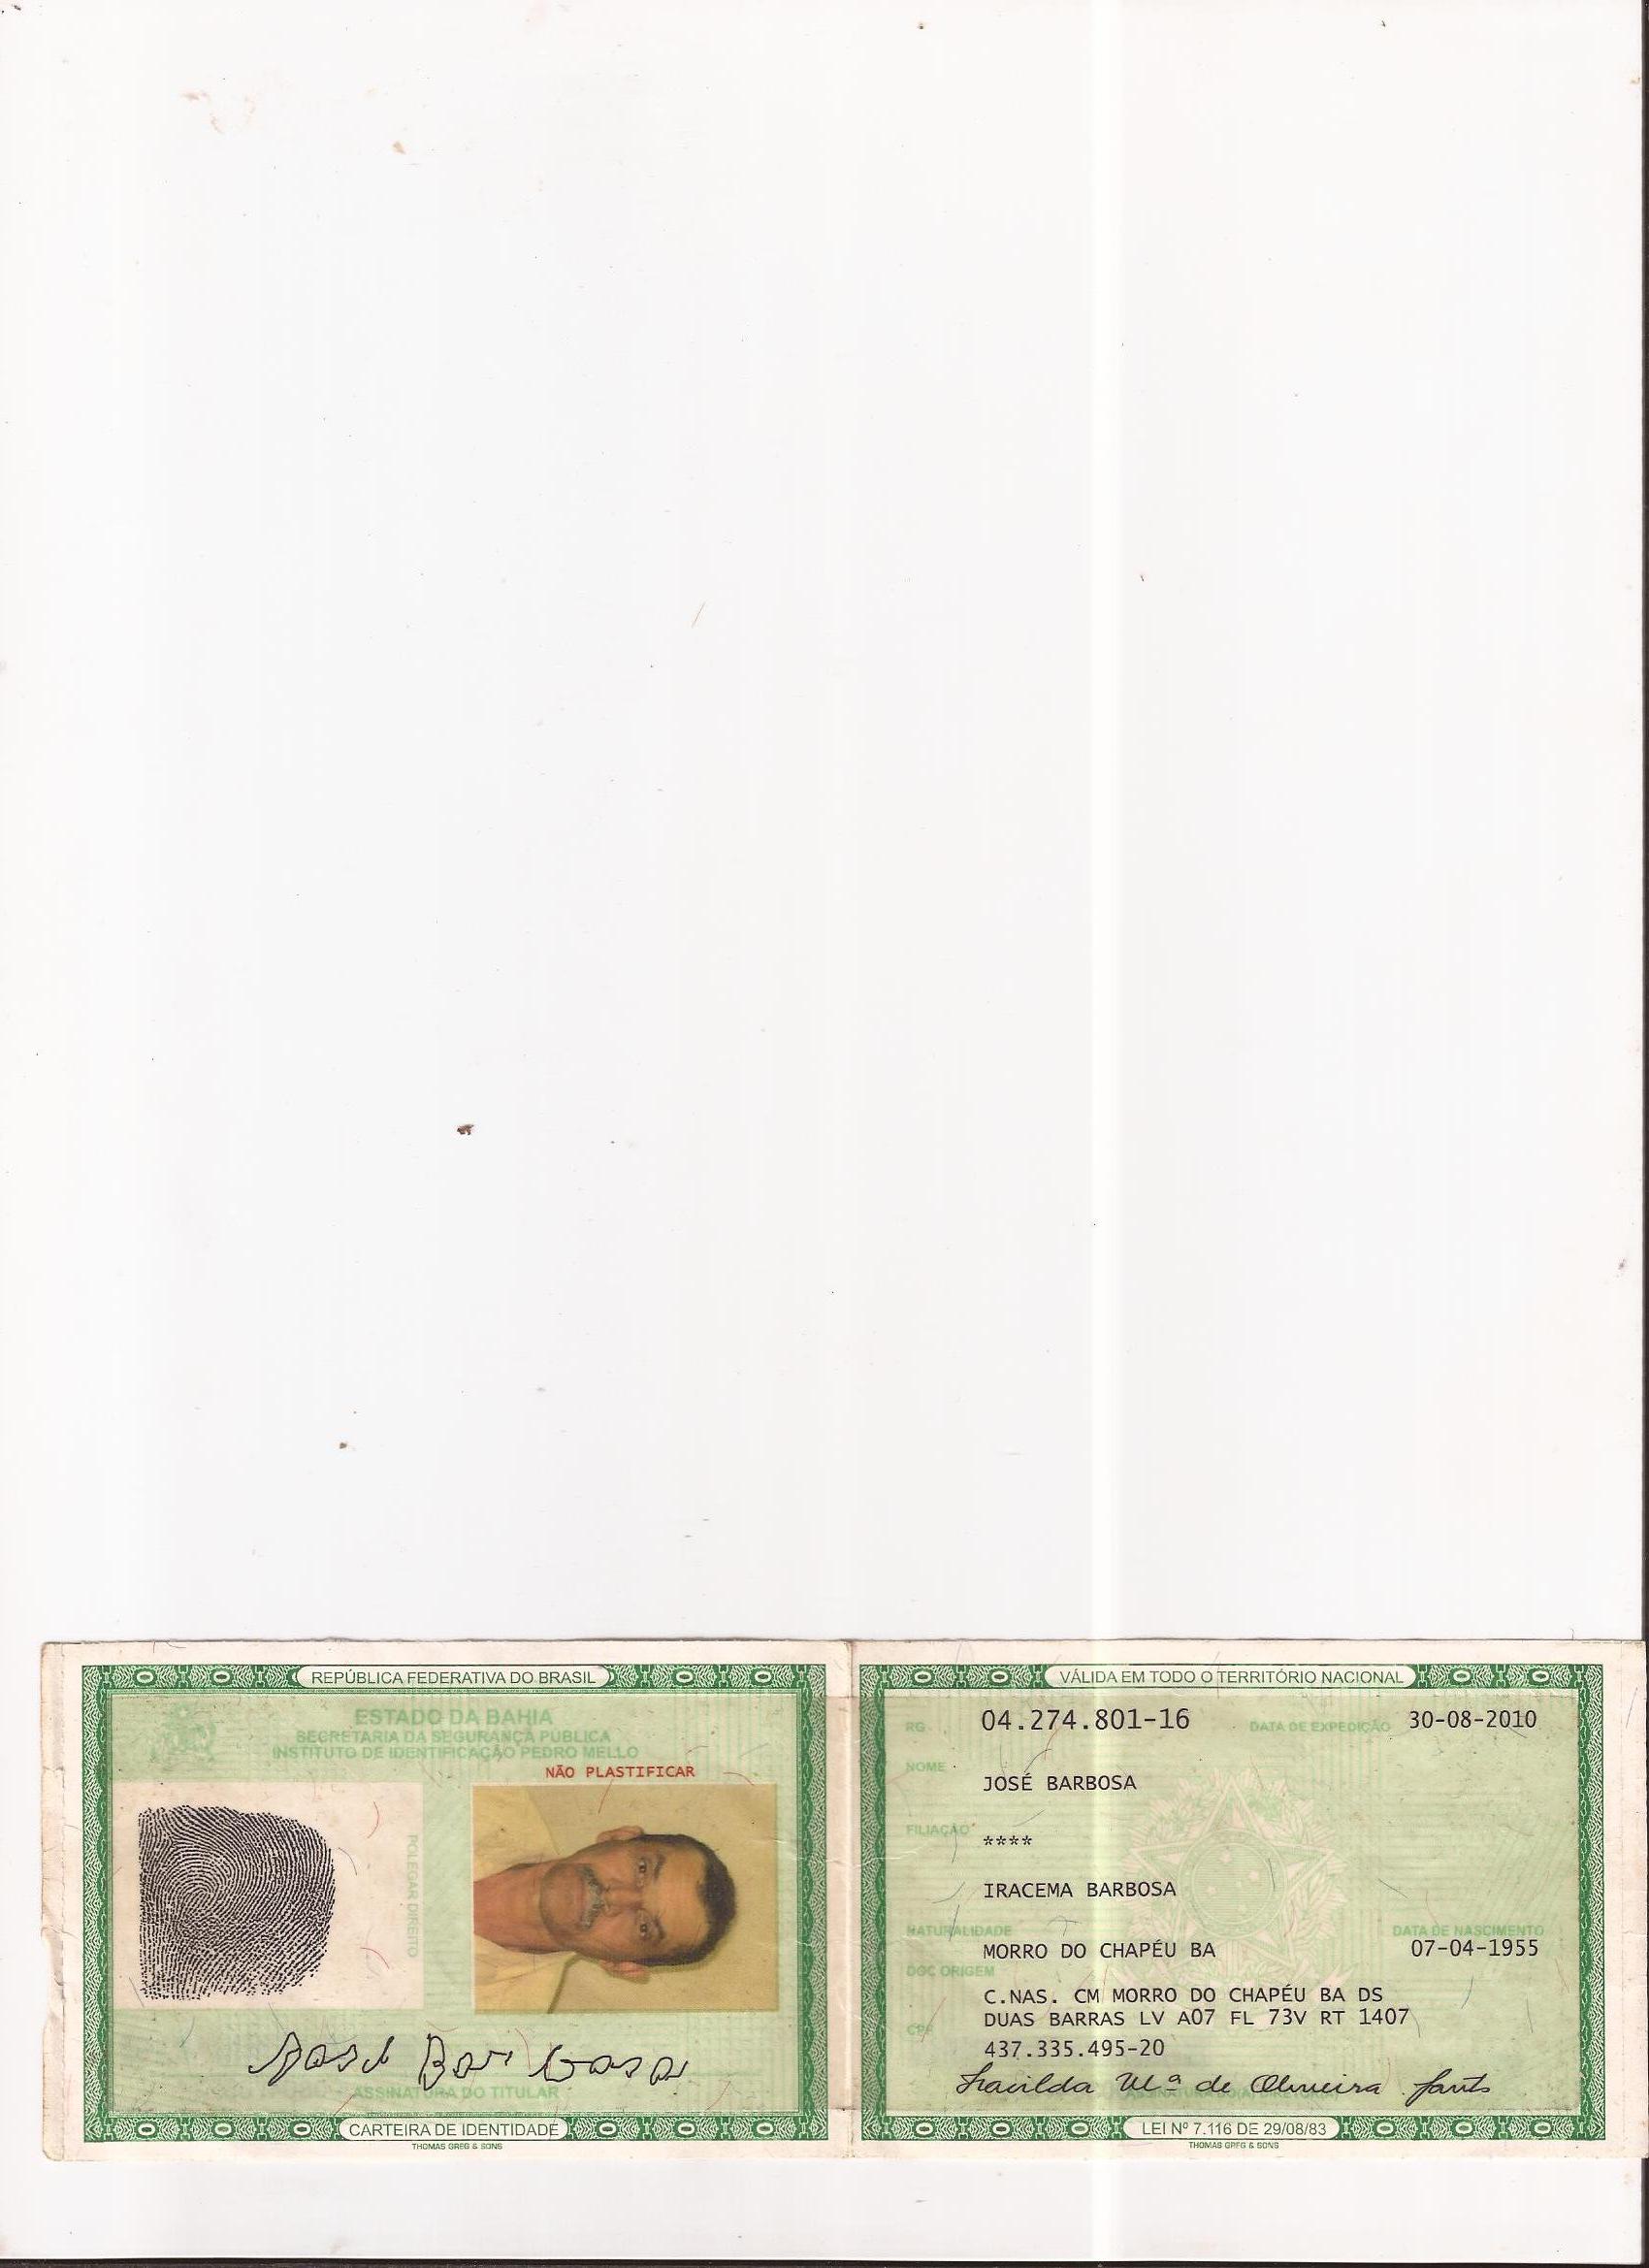 REPÚBLICA FEDERATIVA DO BRASIL
ESTADO DA BAHIA
SECRETARIA DA SEGURANÇA PÚBLICA
INSTITUTO DE IDENTIFICAÇÃO PEDRO MELLO
NÃO PLASTIFICAR
POLEGAR DIREITO
José Barbosa
ASSINATURA DO TITULAR
CARTEIRA DE IDENTIDADE
THOMAS GREG & SONS
VÁLIDA EM TODO O TERRITÓRIO NACIONAL
RG 04.274.801-16 DATA DE EXPEDIÇÃO 30-08-2010
NOME
JOSÉ BARBOSA
FILIAÇÃO
****
IRACEMA BARBOSA
NATURALIDADE DATA DE NASCIMENTO
MORRO DO CHAPÉU BA 07-04-1955
DOC ORIGEM
C.NAS. CM MORRO DO CHAPÉU BA DS
DUAS BARRAS LV A07 FL 73V RT 1407
CPF
437.335.495-20
Mª de Oliveira
LEI Nº 7.116 DE 29/08/83
THOMAS GREG & SONS